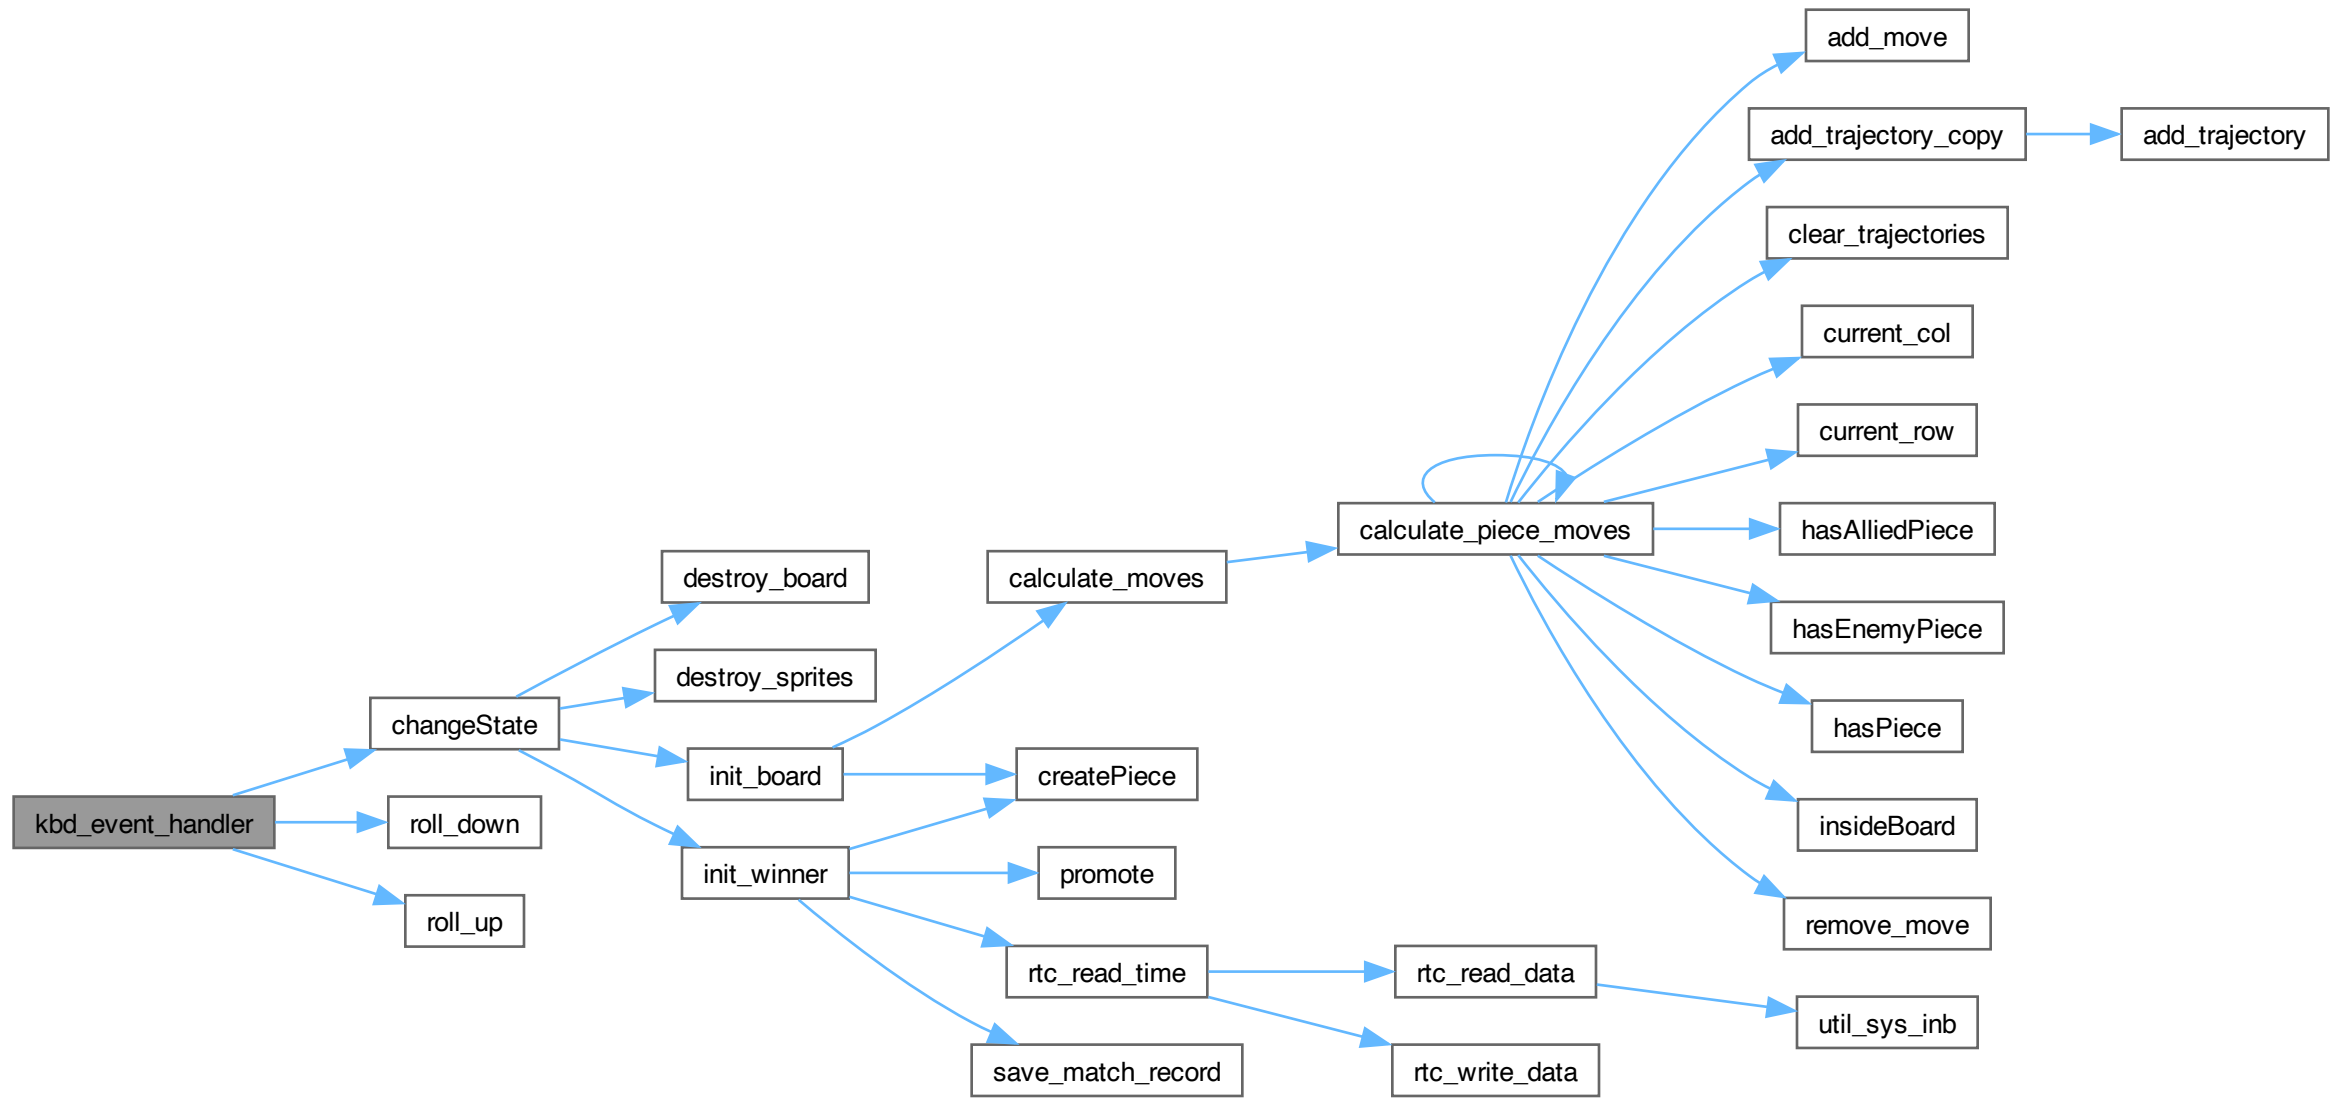 kbd_event_handler
changeState
roll_down
roll_up
destroy_board
destroy_sprites
init_board
init_winner
calculate_moves
createPiece
promote
rtc_read_time
save_match_record
calculate_piece_moves
rtc_read_data
rtc_write_data
add_move
add_trajectory_copy
clear_trajectories
current_col
current_row
hasAlliedPiece
hasEnemyPiece
hasPiece
insideBoard
remove_move
util_sys_inb
add_trajectory